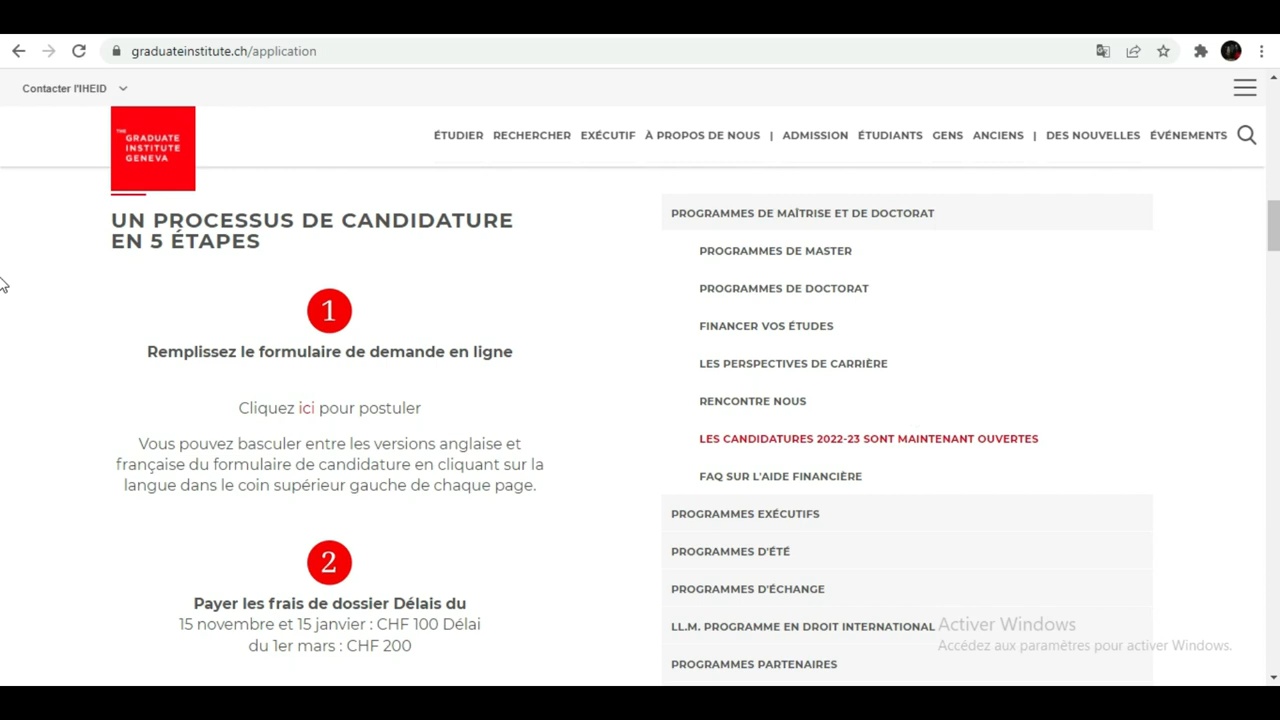 graduateinstitute.ch/application
Contacter l'IHEID
THE
GRADUATE
INSTITUTE
GENEVA
ÉTUDIER RECHERCHER EXÉCUTIF À PROPOS DE NOUS | ADMISSION ÉTUDIANTS GENS ANCIENS | DES NOUVELLES ÉVÉNEMENTS
UN PROCESSUS DE CANDIDATURE
EN 5 ÉTAPES
1
Remplissez le formulaire de demande en ligne
Cliquez ici pour postuler
Vous pouvez basculer entre les versions anglaise et
française du formulaire de candidature en cliquant sur la
langue dans le coin supérieur gauche de chaque page.
2
Payer les frais de dossier Délais du
15 novembre et 15 janvier : CHF 100 Délai
du 1er mars : CHF 200
PROGRAMMES DE MAÎTRISE ET DE DOCTORAT
PROGRAMMES DE MASTER
PROGRAMMES DE DOCTORAT
FINANCER VOS ÉTUDES
LES PERSPECTIVES DE CARRIÈRE
RENCONTRE NOUS
LES CANDIDATURES 2022-23 SONT MAINTENANT OUVERTES
FAQ SUR L'AIDE FINANCIÈRE
PROGRAMMES EXÉCUTIFS
PROGRAMMES D'ÉTÉ
PROGRAMMES D'ÉCHANGE
LL.M. PROGRAMME EN DROIT INTERNATIONAL
PROGRAMMES PARTENAIRES
Activer Windows
Accédez aux paramètres pour activer Windows.